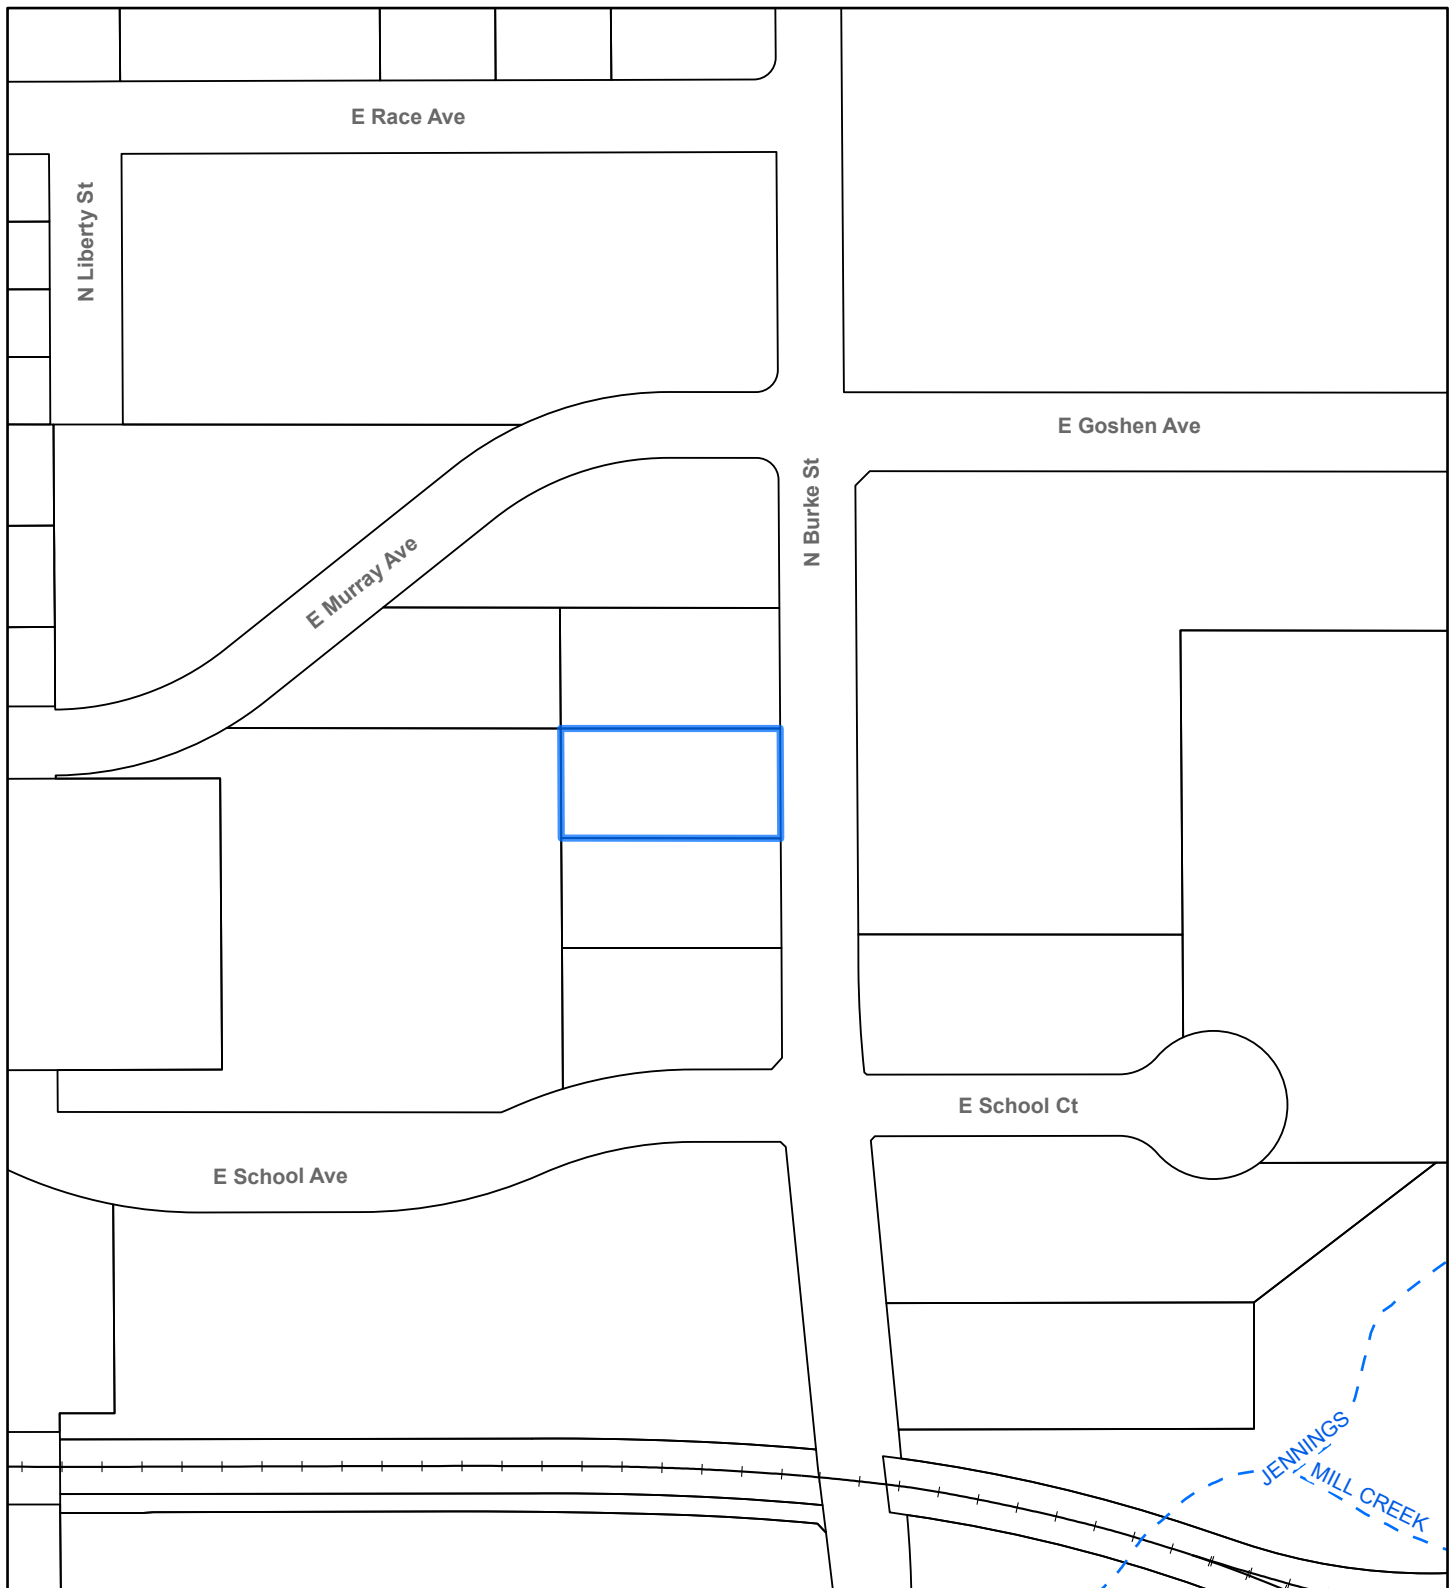 E Race Ave
N Liberty St
E Goshen Ave
N Burke St
E Murray Ave
E School Ct
E School Ave
JENNINGS
MILL CREEK